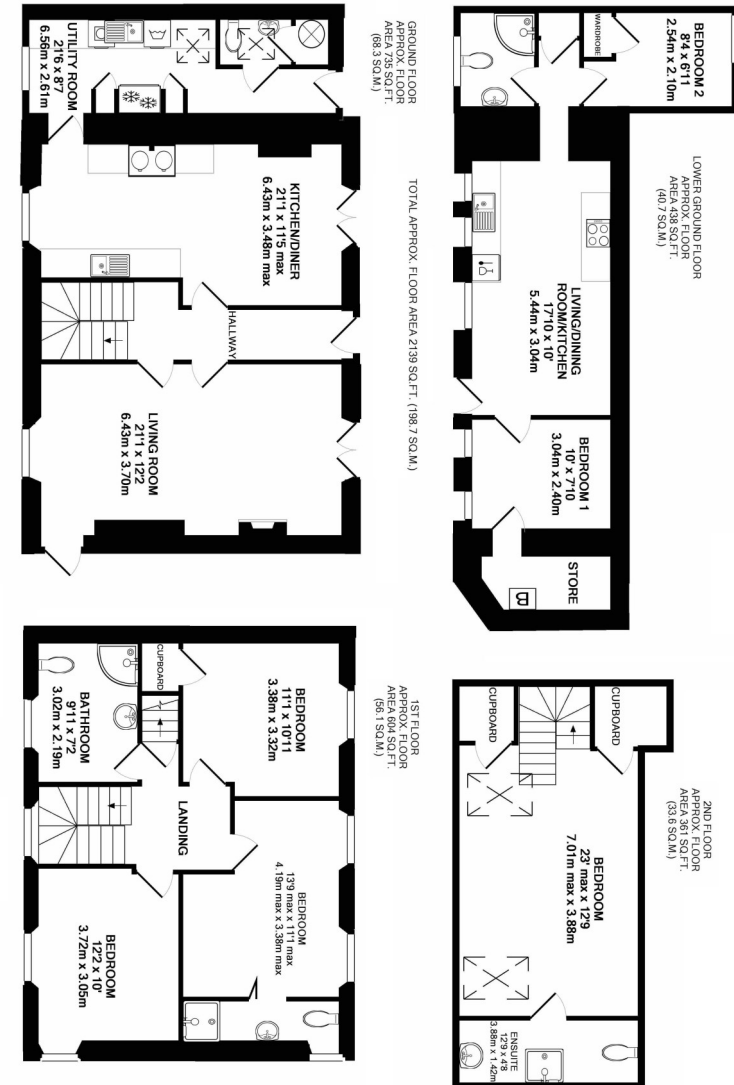 LOWER GROUND FLOOR
APPROX. FLOOR
AREA 438 SQ.FT.
(40.7 SQ.M.)
BEDROOM 2
8'4 x 6'11
2.54m x 2.10m
WARDROBE
LIVING/DINING
ROOM/KITCHEN
17'10 x 10'
5.44m x 3.04m
BEDROOM 1
10' x 7'10
3.04m x 2.40m
STORE
B
2ND FLOOR
APPROX. FLOOR
AREA 361 SQ.FT.
(33.6 SQ.M.)
CUPBOARD
CUPBOARD
BEDROOM
23' max x 12'9
7.01m max x 3.88m
ENSUITE
12'9 x 4'8
3.88m x 1.42m
GROUND FLOOR
APPROX. FLOOR
AREA 735 SQ.FT.
(68.3 SQ.M.)
UTILITY ROOM
21'6 x 8'7
6.56m x 2.61m
KITCHEN/DINER
21'1 x 11'5 max
6.43m x 3.48m max
HALLWAY
LIVING ROOM
21'1 x 12'2
6.43m x 3.70m
TOTAL APPROX. FLOOR AREA 2139 SQ.FT. (198.7 SQ.M.)
1ST FLOOR
APPROX. FLOOR
AREA 604 SQ.FT.
(56.1 SQ.M.)
BEDROOM
11'1 x 10'11
3.38m x 3.32m
CUPBOARD
BATHROOM
9'11 x 7'2
3.02m x 2.19m
LANDING
BEDROOM
13'9 max x 11'1 max
4.19m max x 3.38m max
BEDROOM
12'2 x 10'
3.72m x 3.05m